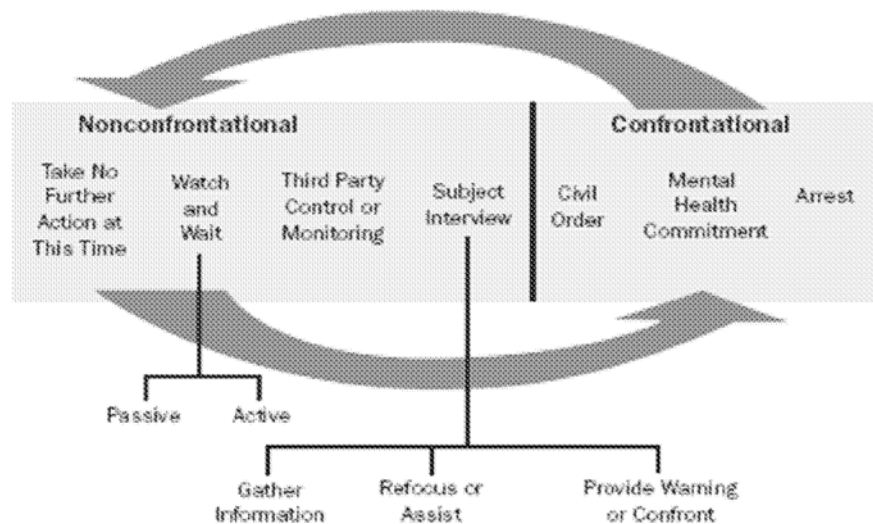 Nonconfrontational
Confrontational
Take No
Further
Action at
This Time
Watch
and
Wait
Third Party
Control or
Monitoring
Subject
Interview
Civil
Order
Mental
Health
Commitment
Arrest
Passive
Active
Gather
Information
Refocus or
Assist
Provide Warning
or Confront